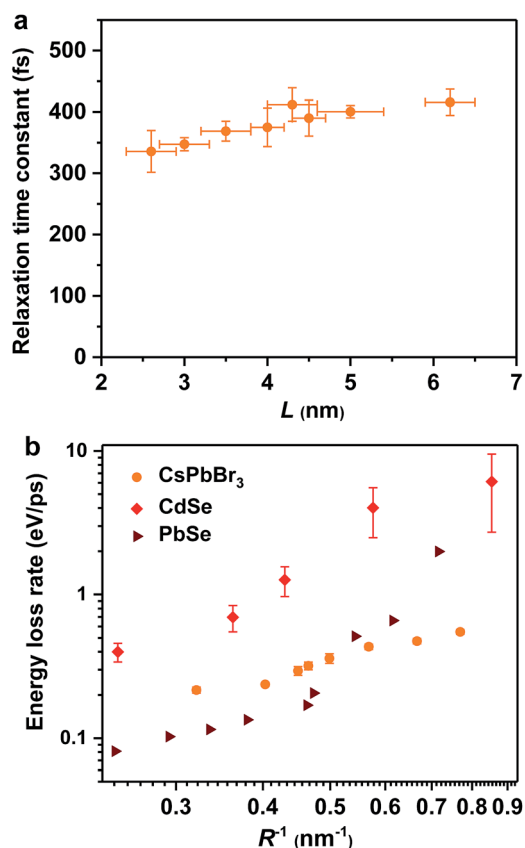 a
Relaxation time constant (fs)
500
400
300
200
100
0
2 3 4 5 6 7
L (nm)
b
Energy loss rate (eV/ps)
10
1
0.1
CsPbBr₃
CdSe
PbSe
0.3 0.4 0.5 0.6 0.7 0.8 0.9
R⁻¹ (nm⁻¹)